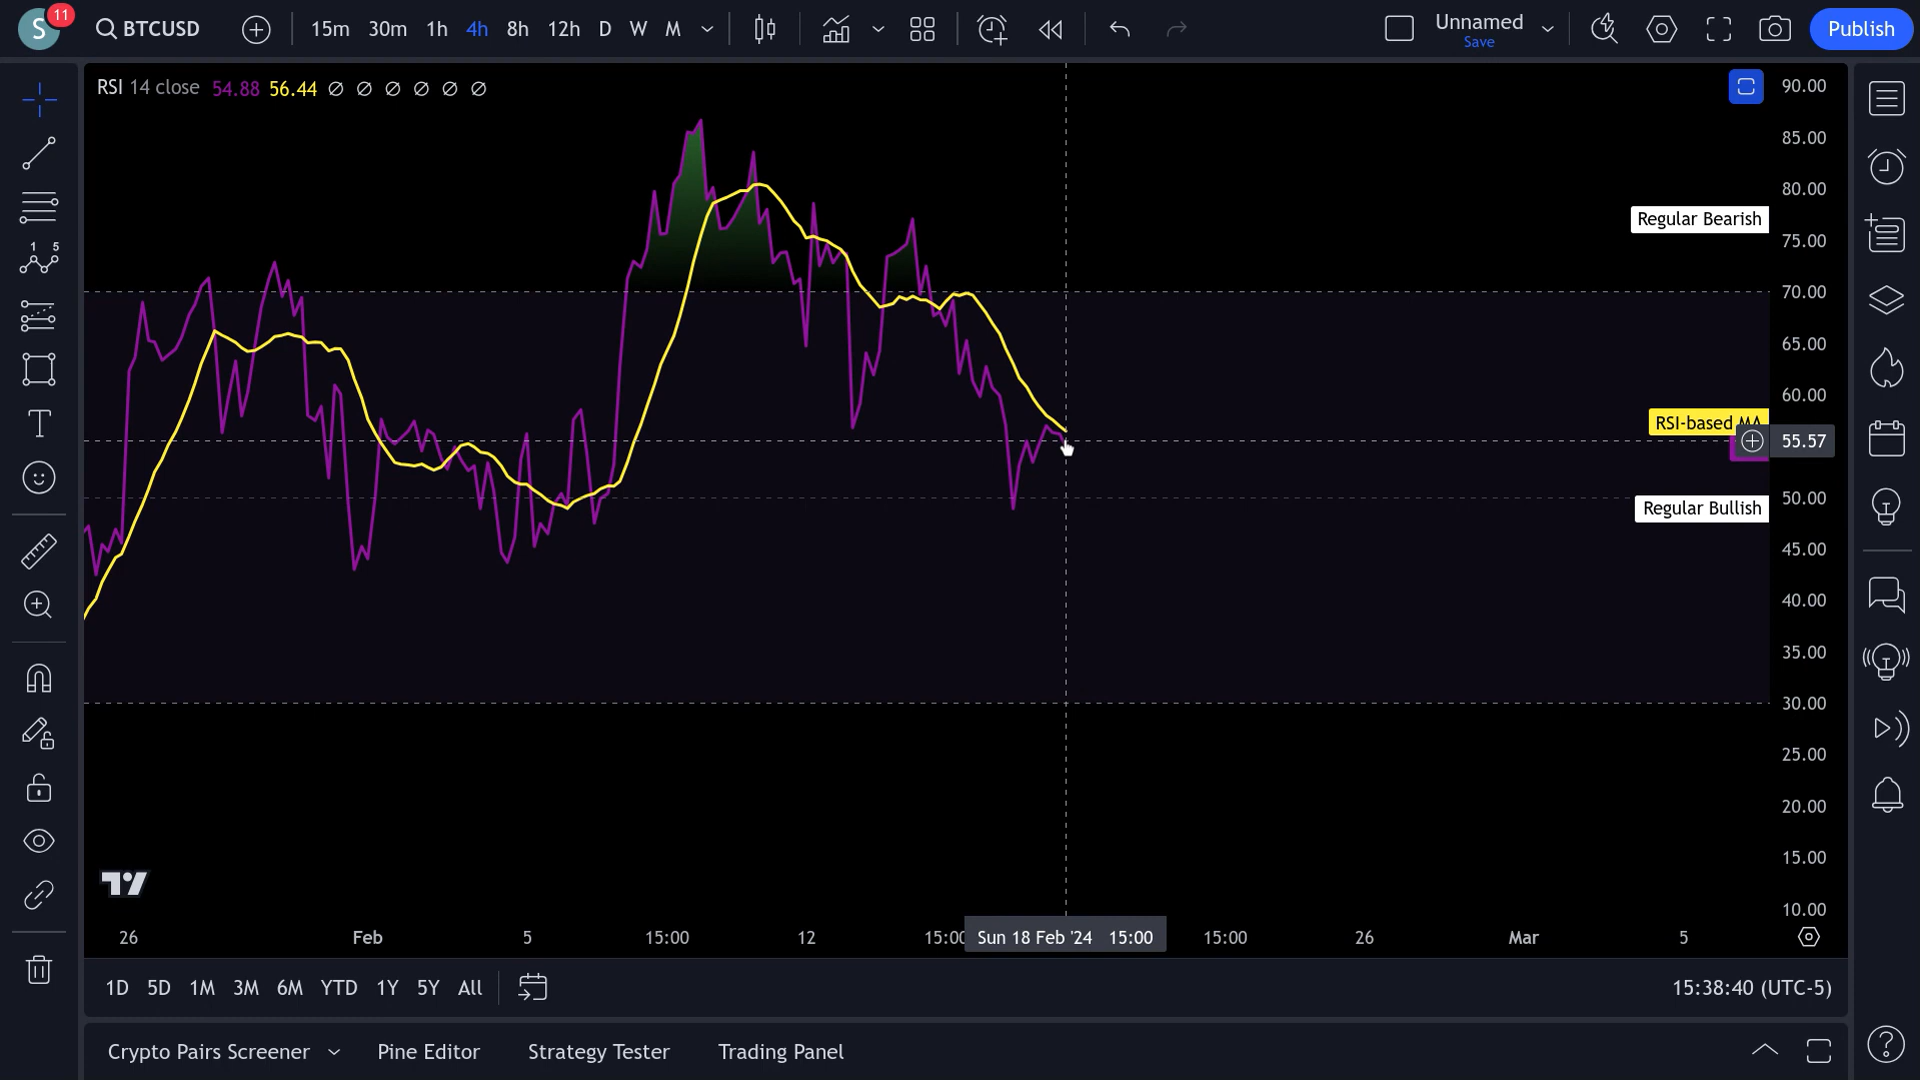 S 11 BTCUSD 15m 30m 1h 4h 8h 12h D W M Unnamed Publish
Save
RSI 14 close 54.88 56.44 ∅ ∅ ∅ ∅ ∅ ∅
90.00
85.00
80.00
Regular Bearish
75.00
70.00
65.00
60.00
RSI-based MA
55.57
50.00
Regular Bullish
45.00
40.00
35.00
30.00
25.00
20.00
15.00
10.00
1 5
T
26 Feb 5 15:00 12 15:00 Sun 18 Feb '24 15:00 15:00 26 Mar 5
1D 5D 1M 3M 6M YTD 1Y 5Y All 15:38:40 (UTC-5)
Crypto Pairs Screener Pine Editor Strategy Tester Trading Panel